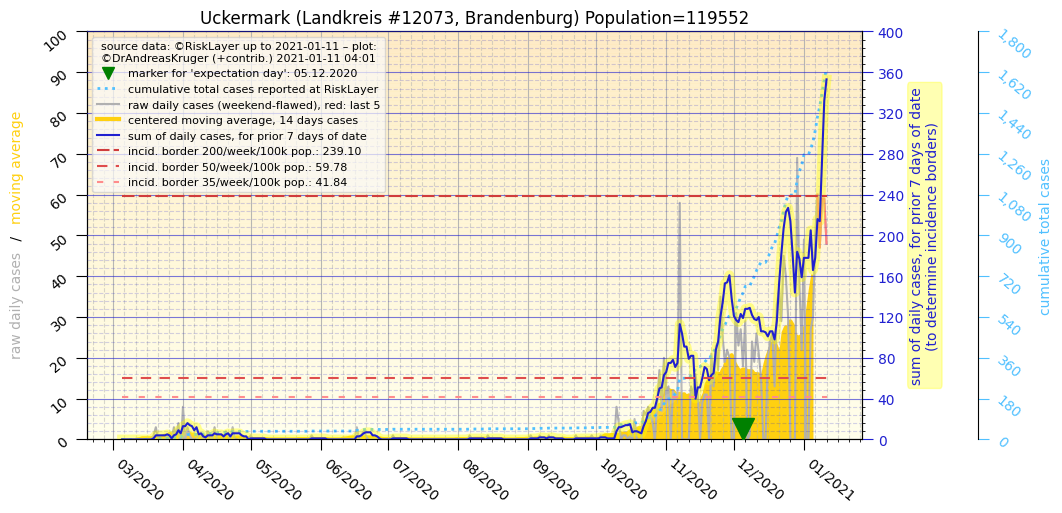 Uckermark (Landkreis #12073, Brandenburg) Population=119552
source data: ©RiskLayer up to 2021-01-11 – plot:
©DrAndreasKruger (+contrib.) 2021-01-11 04:01
marker for 'expectation day': 05.12.2020
cumulative total cases reported at RiskLayer
raw daily cases (weekend-flawed), red: last 5
centered moving average, 14 days cases
sum of daily cases, for prior 7 days of date
incid. border 200/week/100k pop.: 239.10
incid. border 50/week/100k pop.: 59.78
incid. border 35/week/100k pop.: 41.84
raw daily cases / moving average
100
90
80
70
60
50
40
30
20
10
0
03/2020
04/2020
05/2020
06/2020
07/2020
08/2020
09/2020
10/2020
11/2020
12/2020
01/2021
400
360
320
280
240
200
160
120
80
40
0
sum of daily cases, for prior 7 days of date
(to determine incidence borders)
1,800
1,620
1,440
1,260
1,080
900
720
540
360
180
0
cumulative total cases